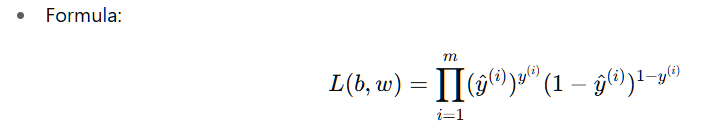 • Formula:
L(b, w) = ∏_{i=1}^{m} (ŷ^{(i)})^{y^{(i)}} (1 − ŷ^{(i)})^{1−y^{(i)}}